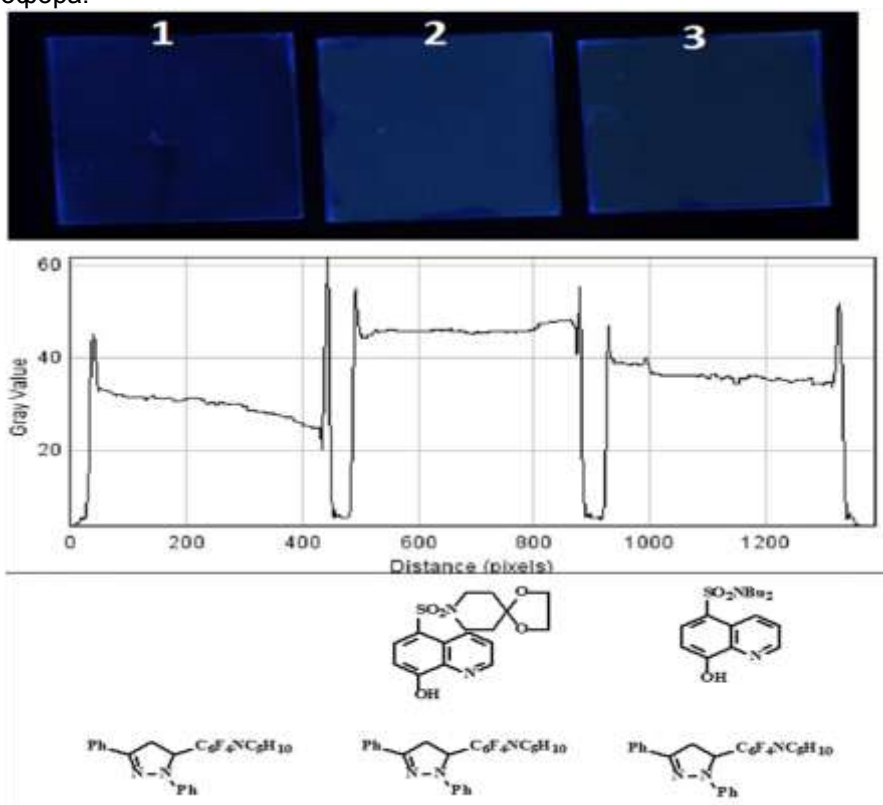 осфора.
1 2 3
60
40
20
Gray Value
0 200 400 600 800 1000 1200
Distance (pixels)
SO₂N O O
SO₂NBu₂
N OH
N OH
Ph C₆F₄NC₅H₁₀ Ph C₆F₄NC₅H₁₀ Ph C₆F₄NC₅H₁₀
N N N N N N
Ph Ph Ph